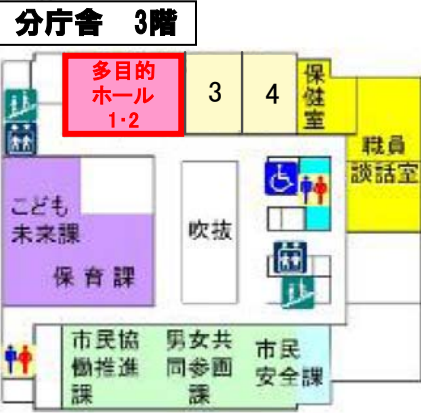 分庁舎 3階
多目的
ホール
1・2
3
4
保
健
室
職員
談話室
こども
未来課
保育課
吹抜
市民協
働推進
課
男女共
同参画
課
市民
安全課